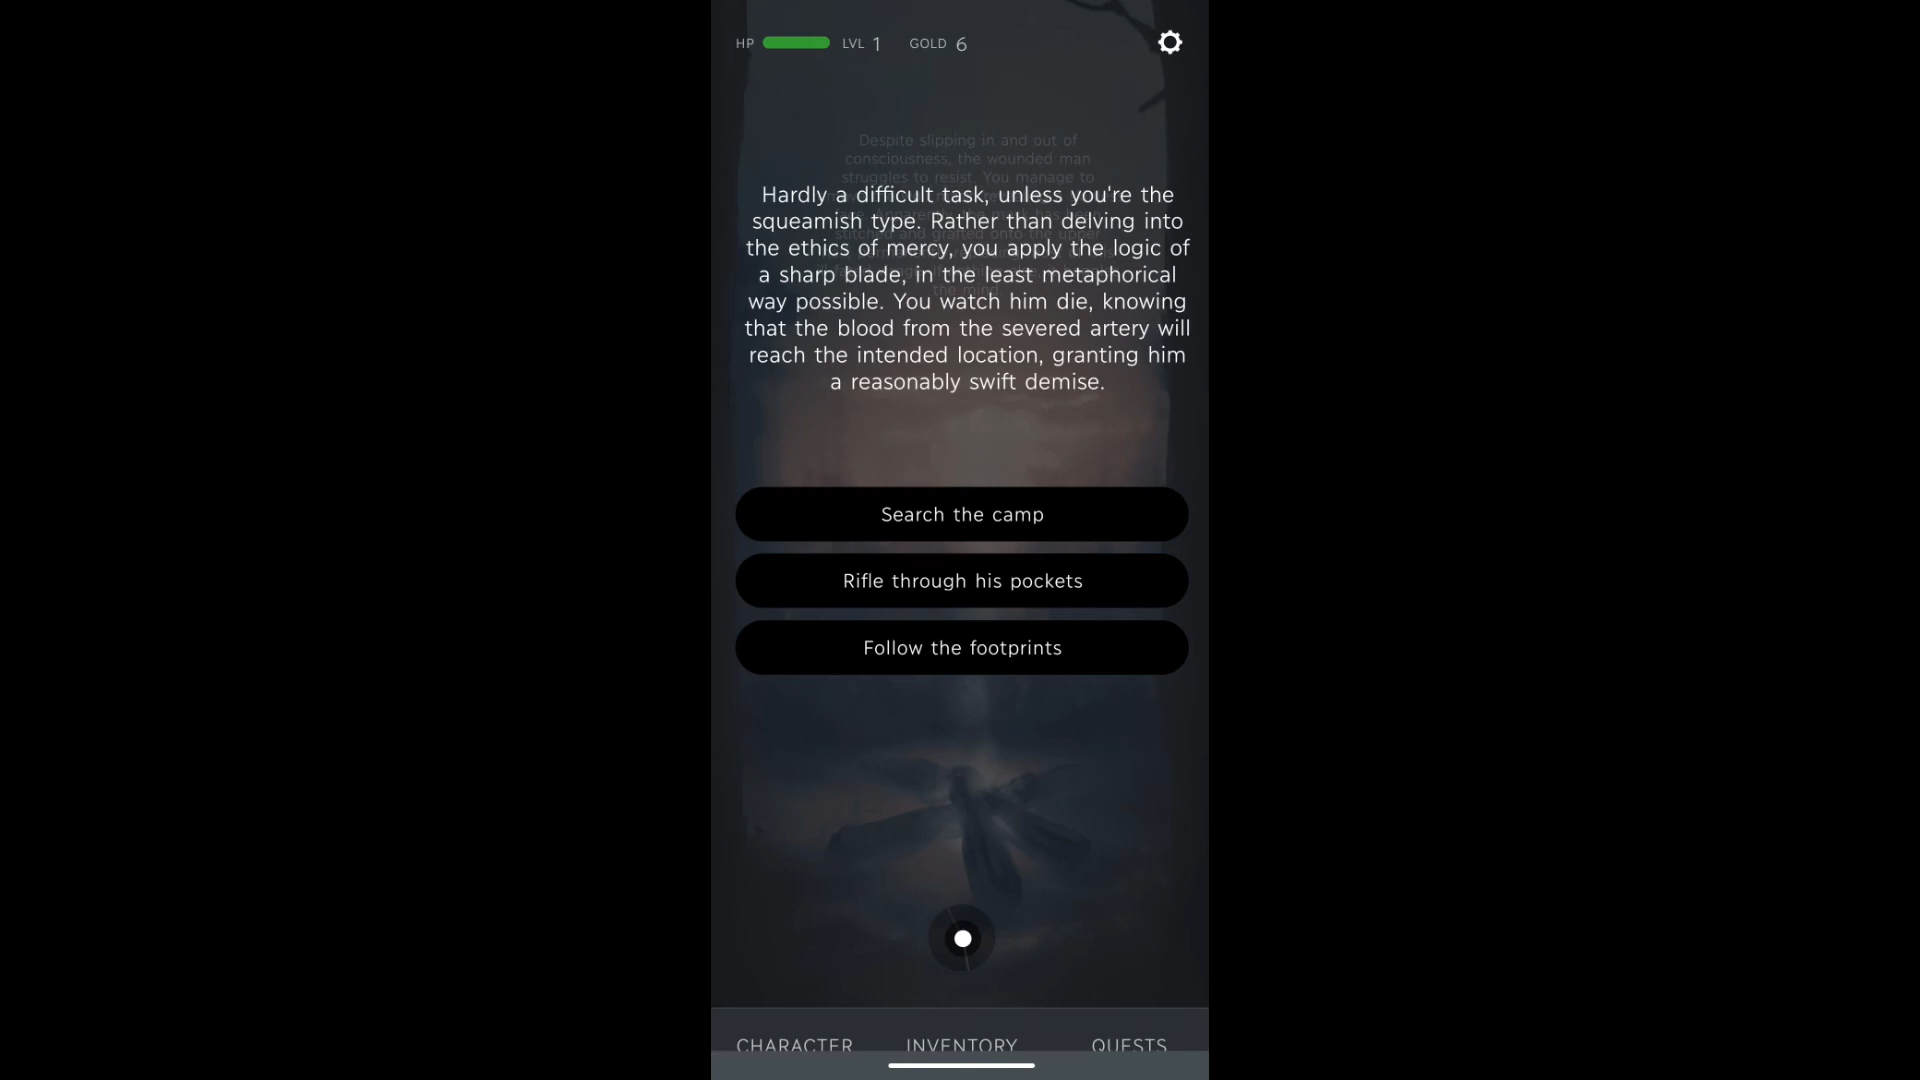 HP LVL 1 GOLD 6
Despite slipping in and out of
consciousness, the wounded man
struggles to resist. You manage to
Hardly a difficult task, unless you're the
squeamish type. Rather than delving into
the ethics of mercy, you apply the logic of
a sharp blade, in the least metaphorical
way possible. You watch him die, knowing
that the blood from the severed artery will
reach the intended location, granting him
a reasonably swift demise.
Search the camp
Rifle through his pockets
Follow the footprints
CHARACTER INVENTORY QUESTS